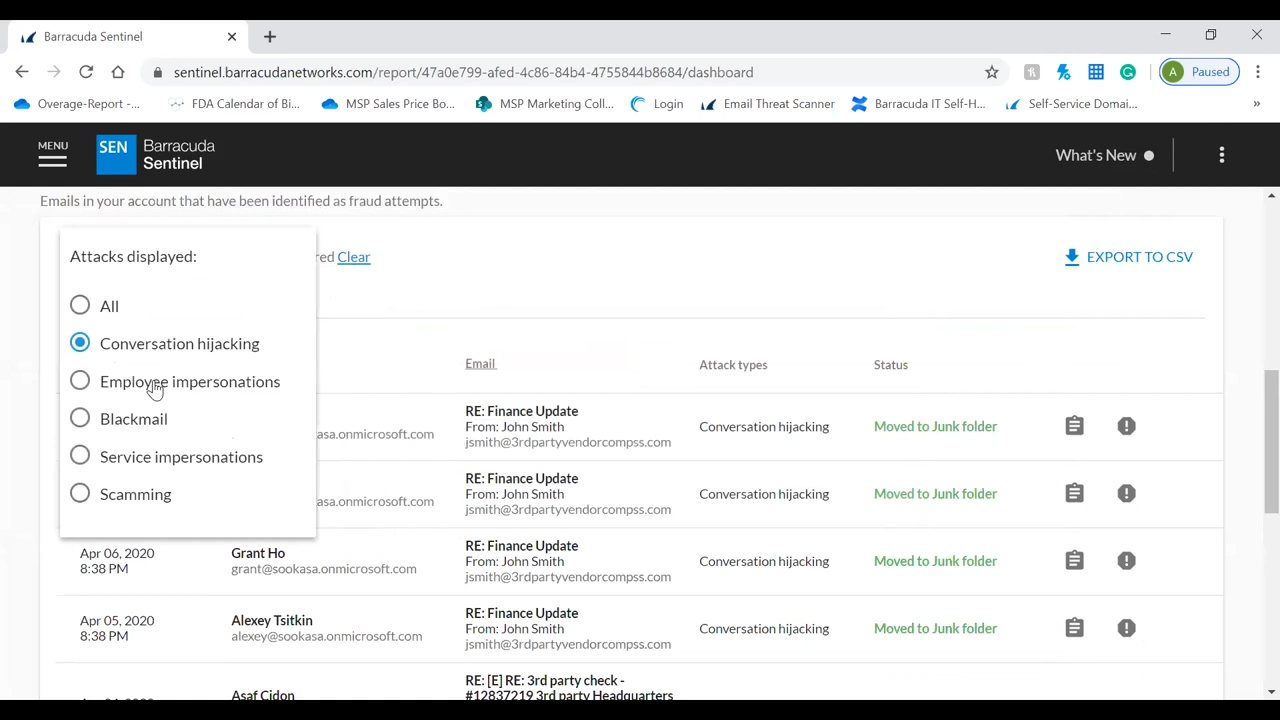 Barracuda Sentinel
sentinel.barracudanetworks.com/report/47a0e769-afed-4c86-84b4-4755844b8684/dashboard
A Paused
Overage-Report -...
FDA Calendar of Bi...
MSP Sales Price Bo...
MSP Marketing Coll...
Login
Email Threat Scanner
Barracuda IT Self-H...
Self-Service Domai...
»
MENU
SEN Barracuda
Sentinel
What's New
Emails in your account that have been identified as fraud attempts.
Attacks displayed:
red Clear
EXPORT TO CSV
All
Conversation hijacking
Employee impersonations
Blackmail
Service impersonations
Scamming
Email Attack types Status
RE: Finance Update
From: John Smith
jsmith@3rdpartyvendorcompss.com
asa.onmicrosoft.com
Conversation hijacking
Moved to Junk folder
RE: Finance Update
From: John Smith
jsmith@3rdpartyvendorcompss.com
asa.onmicrosoft.com
Conversation hijacking
Moved to Junk folder
Apr 06, 2020
8:38 PM
Grant Ho
grant@sookasa.onmicrosoft.com
RE: Finance Update
From: John Smith
jsmith@3rdpartyvendorcompss.com
Conversation hijacking
Moved to Junk folder
Apr 05, 2020
8:38 PM
Alexey Tsitkin
alexey@sookasa.onmicrosoft.com
RE: Finance Update
From: John Smith
jsmith@3rdpartyvendorcompss.com
Conversation hijacking
Moved to Junk folder
Asaf Cidon
RE: [E] RE: 3rd party check -
#12837219 3rd party Headquarters